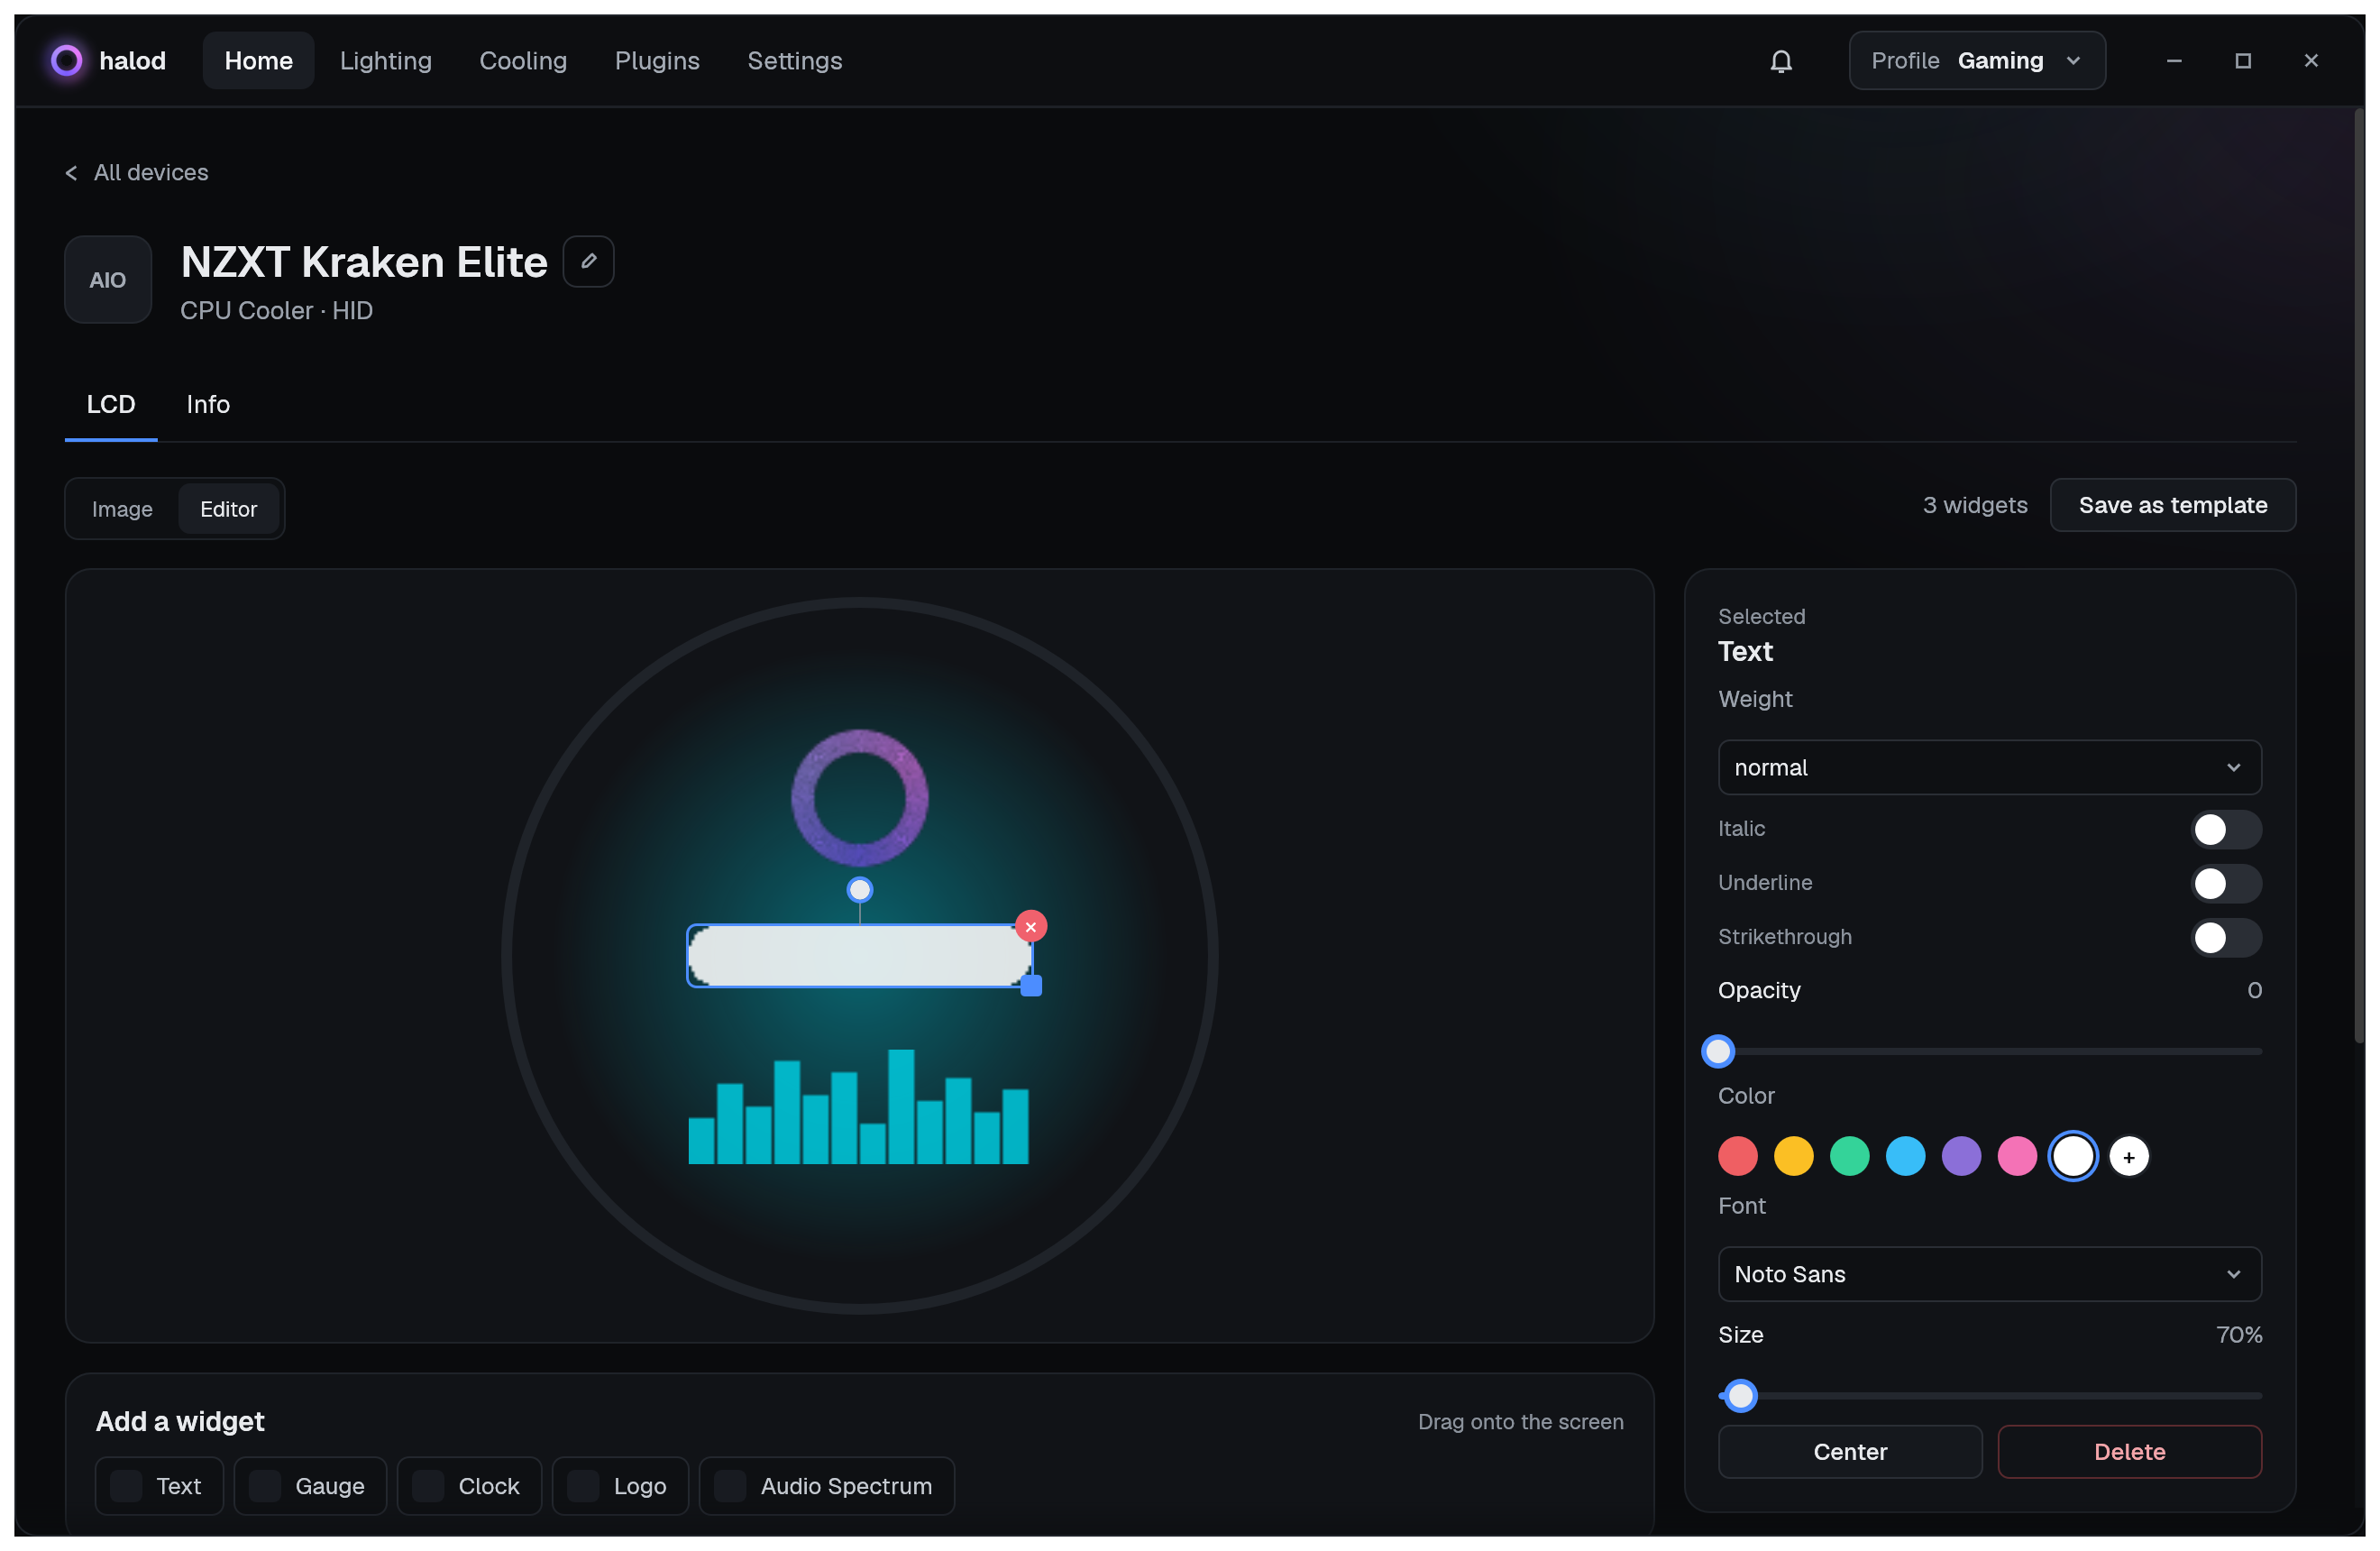 halod Home Lighting Cooling Plugins Settings Profile Gaming
All devices
AIO
NZXT Kraken Elite
CPU Cooler · HID
LCD Info
Image Editor
3 widgets Save as template
Selected
Text
Weight
normal
Italic
Underline
Strikethrough
Opacity 0
Color
+
Font
Noto Sans
Size 70%
Center Delete
Add a widget Drag onto the screen
Text Gauge Clock Logo Audio Spectrum